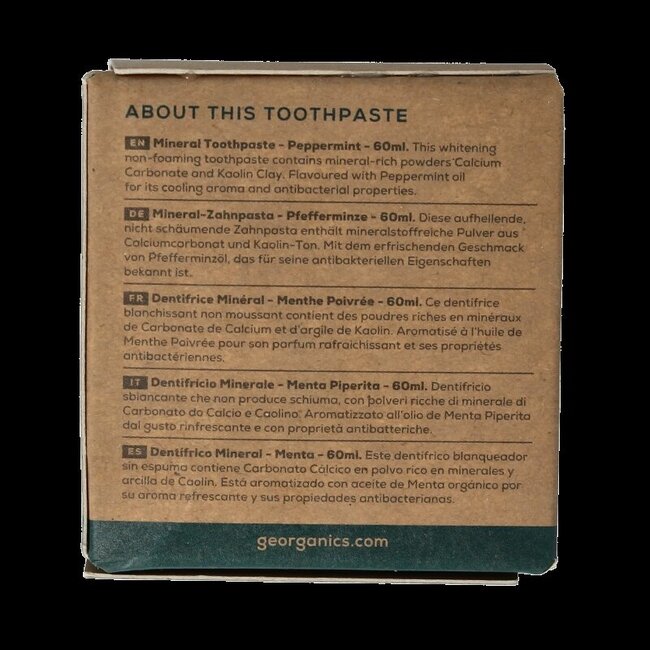 ABOUT THIS TOOTHPASTE
EN Mineral Toothpaste - Peppermint - 60ml. This whitening
non-foaming toothpaste contains mineral-rich powders Calcium
Carbonate and Kaolin Clay. Flavoured with Peppermint oil
for its cooling aroma and antibacterial properties.
DE Mineral-Zahnpasta - Pfefferminze - 60ml. Diese aufhellende,
nicht schäumende Zahnpasta enthält mineralstoffreiche Pulver aus
Calciumcarbonat und Kaolin-Ton. Mit dem erfrischenden Geschmack
von Pfefferminzöl, das für seine antibakteriellen Eigenschaften
bekannt ist.
FR Dentifrice Minéral - Menthe Poivrée - 60ml. Ce dentifrice
blanchissant non moussant contient des poudres riches en minéraux
de Carbonate de Calcium et d'argile de Kaolin. Aromatisé à l'huile de
Menthe Poivrée pour son parfum rafraichissant et ses propriétés
antibactériennes.
IT Dentifricio Minerale - Menta Piperita - 60ml. Dentifricio
sbiancante che non produce schiuma, con polveri ricche di minerale di
Carbonato do Calcio e Caolino. Aromatizzato all'olio de Menta Piperita
dal gusto rinfrescante e con proprietà antibatteriche.
ES Dentífrico Mineral - Menta - 60ml. Este dentífrico blanqueador
sin espuma contiene Carbonato Cálcico en polvo rico en minerales y
arcilla de Caolin. Está aromatizado con aceite de Menta orgánico por
su aroma refrescante y sus propiedades antibacterianas.
georganics.com